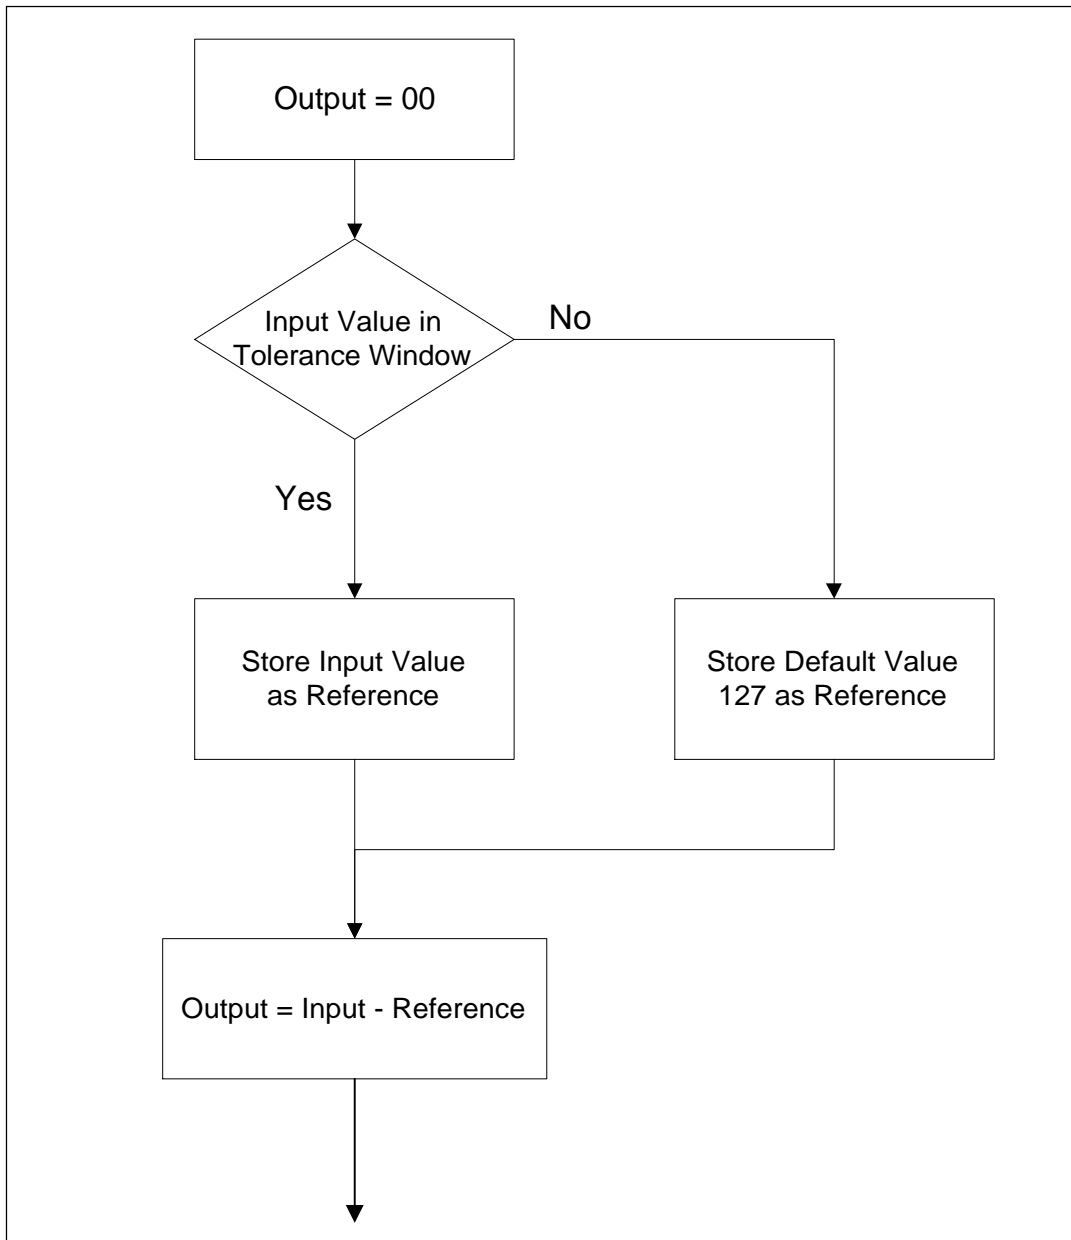 Output = 00
Input Value in
Tolerance Window
No
Yes
Store Input Value
as Reference
Store Default Value
127 as Reference
Output = Input - Reference